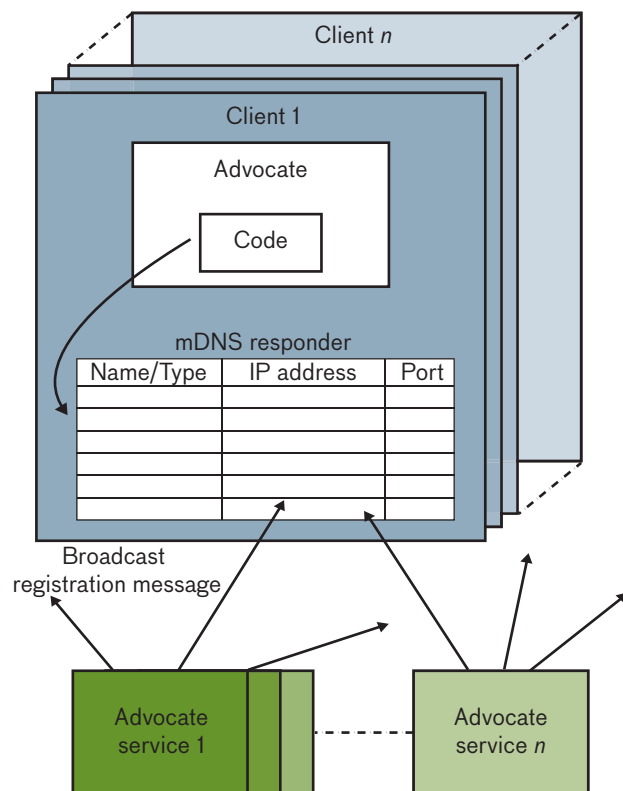 Client n
Client 1
Advocate
Code
mDNS responder
Name/Type IP address Port
Broadcast
registration message
Advocate
service 1
Advocate
service n